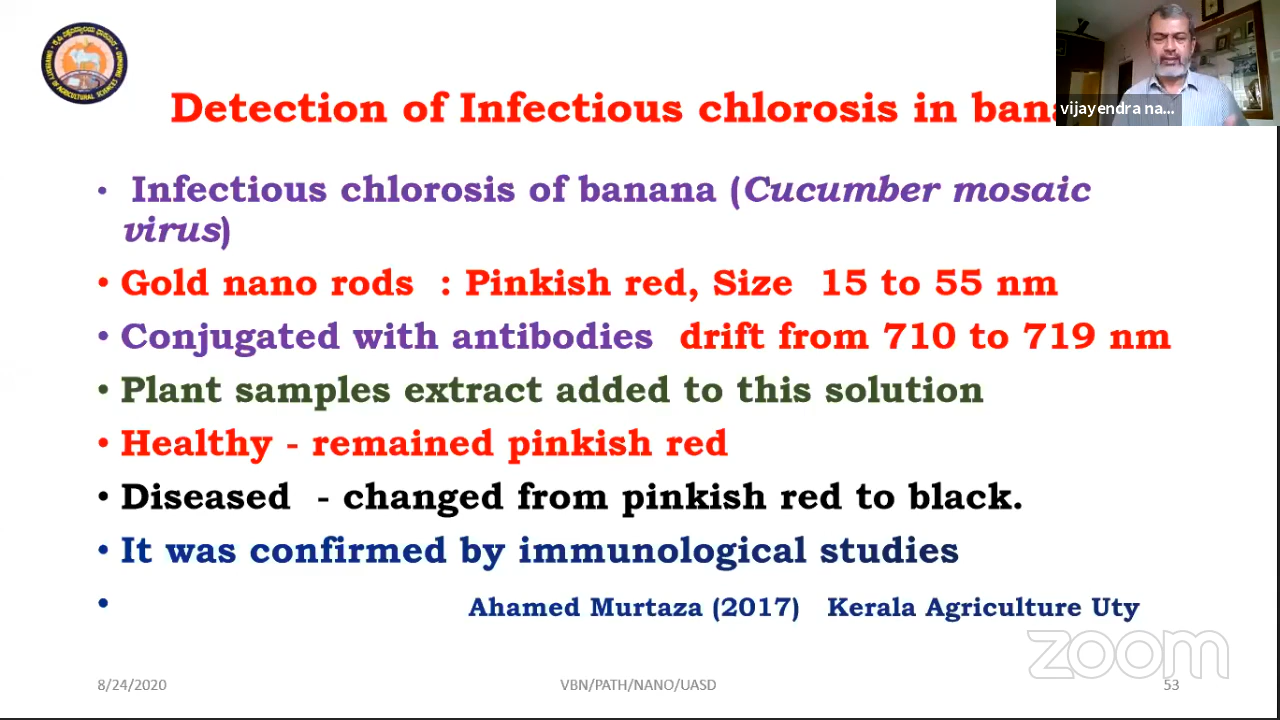 Detection of Infectious chlorosis in bana
vijayendra na...
• Infectious chlorosis of banana (Cucumber mosaic
virus)
• Gold nano rods : Pinkish red, Size 15 to 55 nm
• Conjugated with antibodies drift from 710 to 719 nm
• Plant samples extract added to this solution
• Healthy - remained pinkish red
• Diseased - changed from pinkish red to black.
• It was confirmed by immunological studies
• Ahamed Murtaza (2017) Kerala Agriculture Uty
zoom
8/24/2020 VBN/PATH/NANO/UASD 53